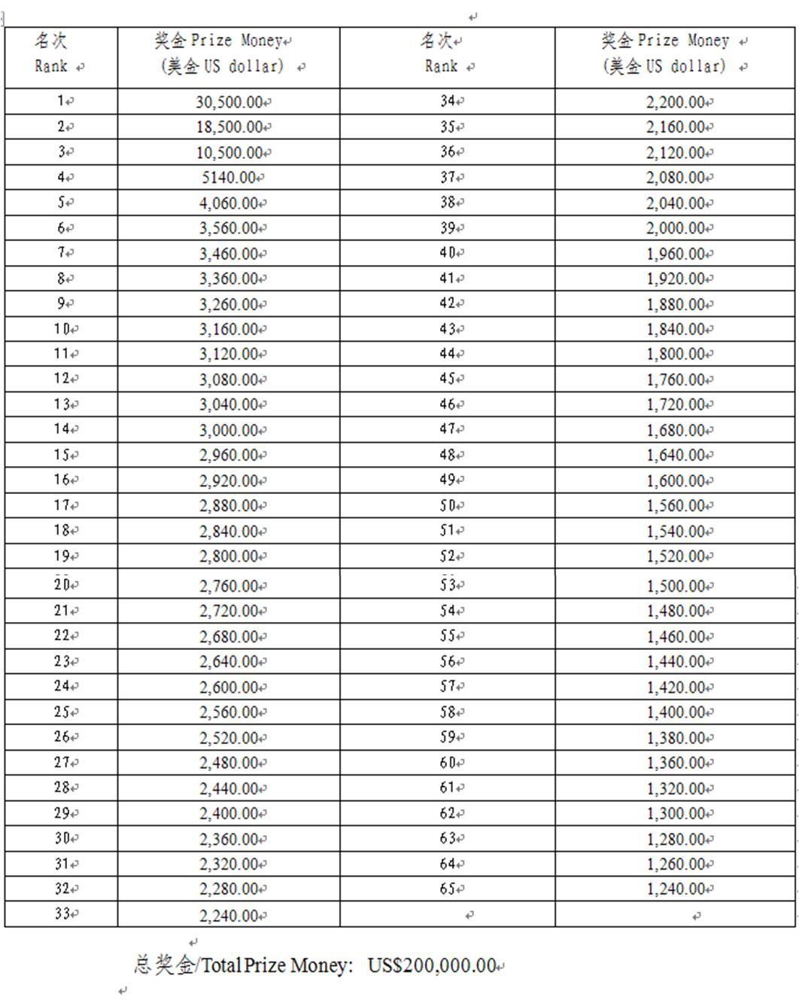 名次 奖金 Prize Money 名次 奖金 Prize Money
Rank (美金 US dollar) Rank (美金 US dollar)
1 30,500.00 34 2,200.00
2 18,500.00 35 2,160.00
3 10,500.00 36 2,120.00
4 5140.00 37 2,080.00
5 4,060.00 38 2,040.00
6 3,560.00 39 2,000.00
7 3,460.00 40 1,960.00
8 3,360.00 41 1,920.00
9 3,260.00 42 1,880.00
10 3,160.00 43 1,840.00
11 3,120.00 44 1,800.00
12 3,080.00 45 1,760.00
13 3,040.00 46 1,720.00
14 3,000.00 47 1,680.00
15 2,960.00 48 1,640.00
16 2,920.00 49 1,600.00
17 2,880.00 50 1,560.00
18 2,840.00 51 1,540.00
19 2,800.00 52 1,520.00
20 2,760.00 53 1,500.00
21 2,720.00 54 1,480.00
22 2,680.00 55 1,460.00
23 2,640.00 56 1,440.00
24 2,600.00 57 1,420.00
25 2,560.00 58 1,400.00
26 2,520.00 59 1,380.00
27 2,480.00 60 1,360.00
28 2,440.00 61 1,320.00
29 2,400.00 62 1,300.00
30 2,360.00 63 1,280.00
31 2,320.00 64 1,260.00
32 2,280.00 65 1,240.00
33 2,240.00
总奖金/Total Prize Money: US$200,000.00